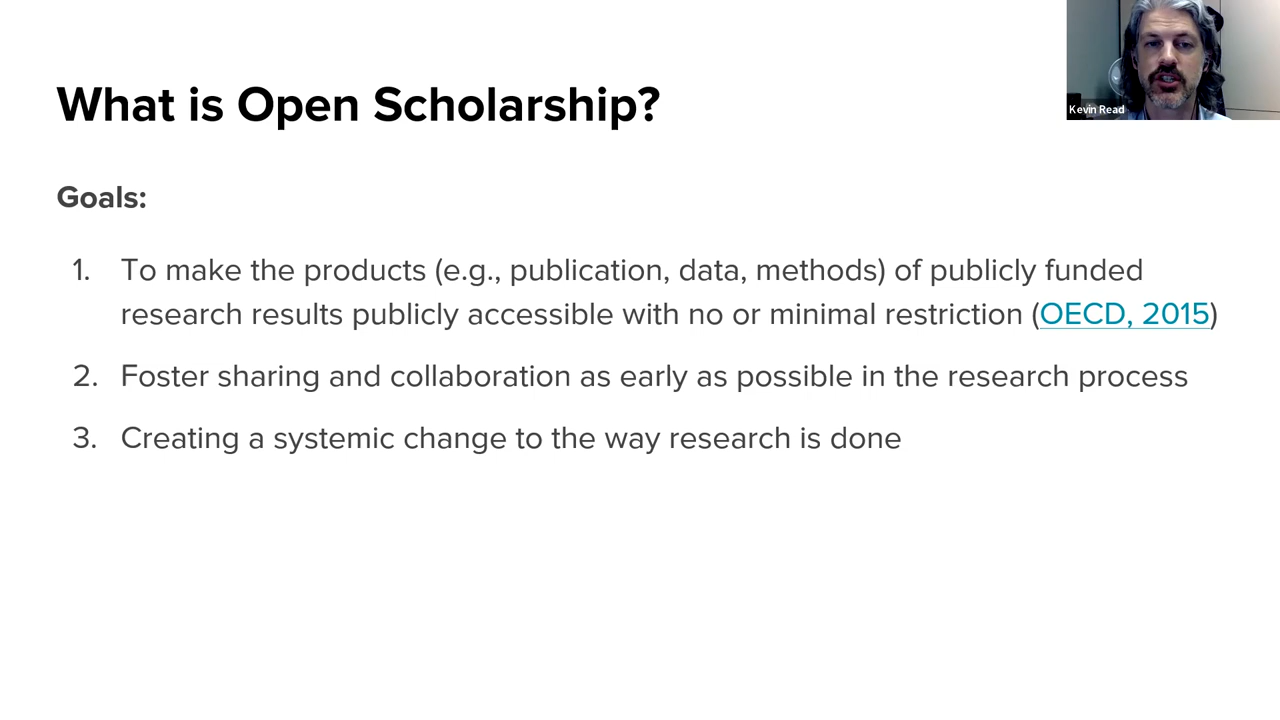 What is Open Scholarship?
Kevin Read
Goals:
1. To make the products (e.g., publication, data, methods) of publicly funded
research results publicly accessible with no or minimal restriction (OECD, 2015)
2. Foster sharing and collaboration as early as possible in the research process
3. Creating a systemic change to the way research is done